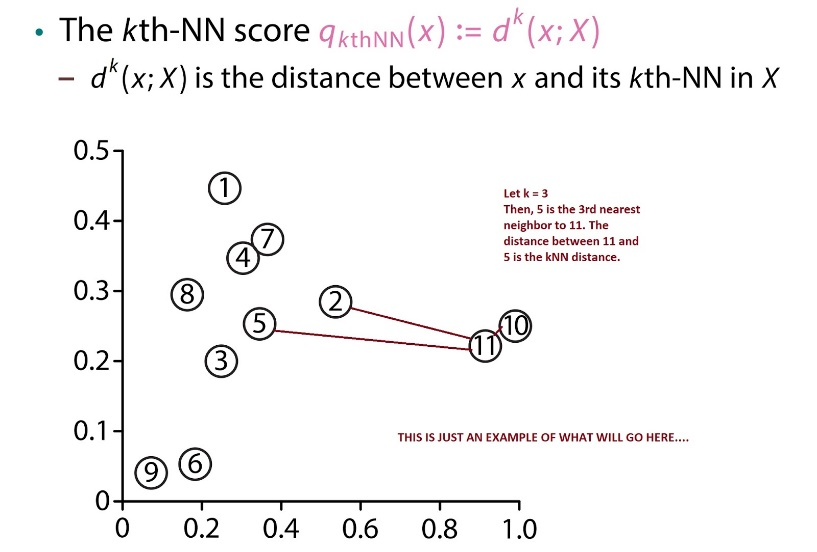 • The kth-NN score qkthNN(x) := dᵏ(x; X)
– dᵏ(x; X) is the distance between x and its kth-NN in X
0.5
1
Let k = 3
Then, 5 is the 3rd nearest
neighbor to 11. The
distance between 11 and
5 is the kNN distance.
0.4
7
4
0.3
8
2
5
10
11
0.2
3
0.1
THIS IS JUST AN EXAMPLE OF WHAT WILL GO HERE....
9
6
0
0 0.2 0.4 0.6 0.8 1.0